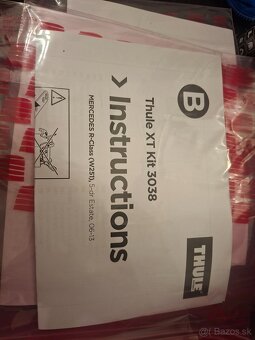 B
Thule XT Kit 3038
> Instructions
MERCEDES R-Class (W251), 5-dr Estate, 06-13
THULE
Bazos.sk